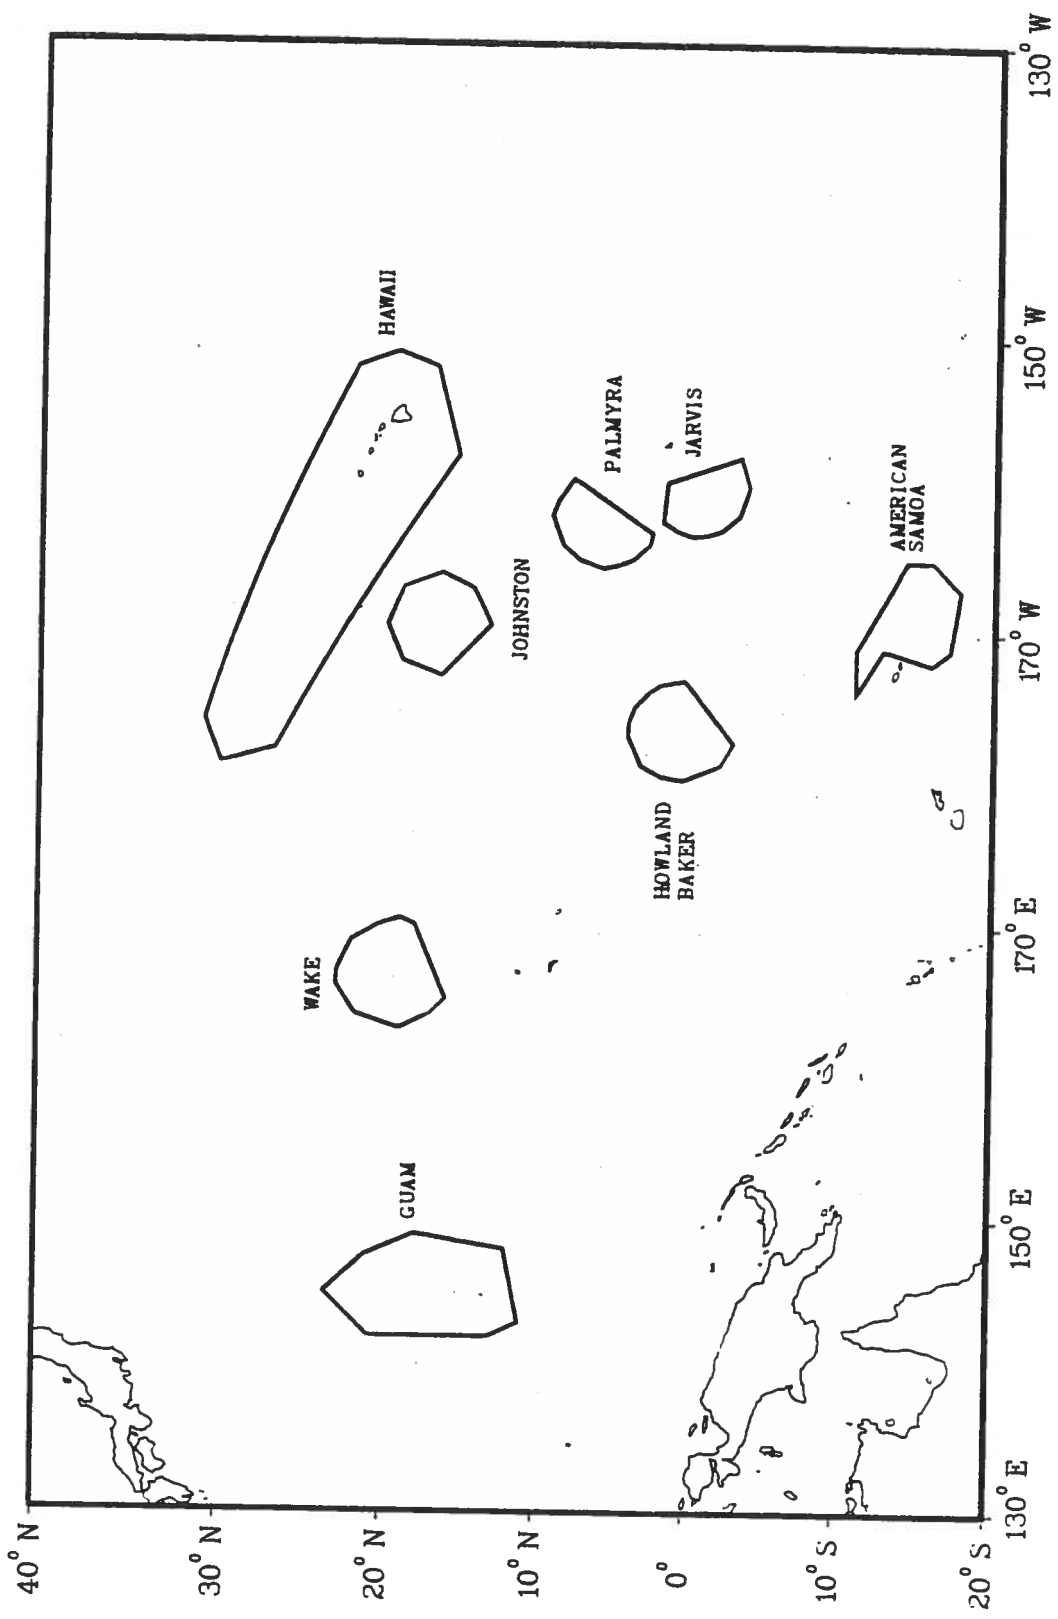 40° N
30° N
20° N
10° N
0°
10° S
20° S
130° E
150° E
170° E
170° W
150° W
130° W
HAWAII
JOHNSTON
PALMYRA
JARVIS
WAKE
GUAM
HOWLAND
BAKER
AMERICAN
SAMOA